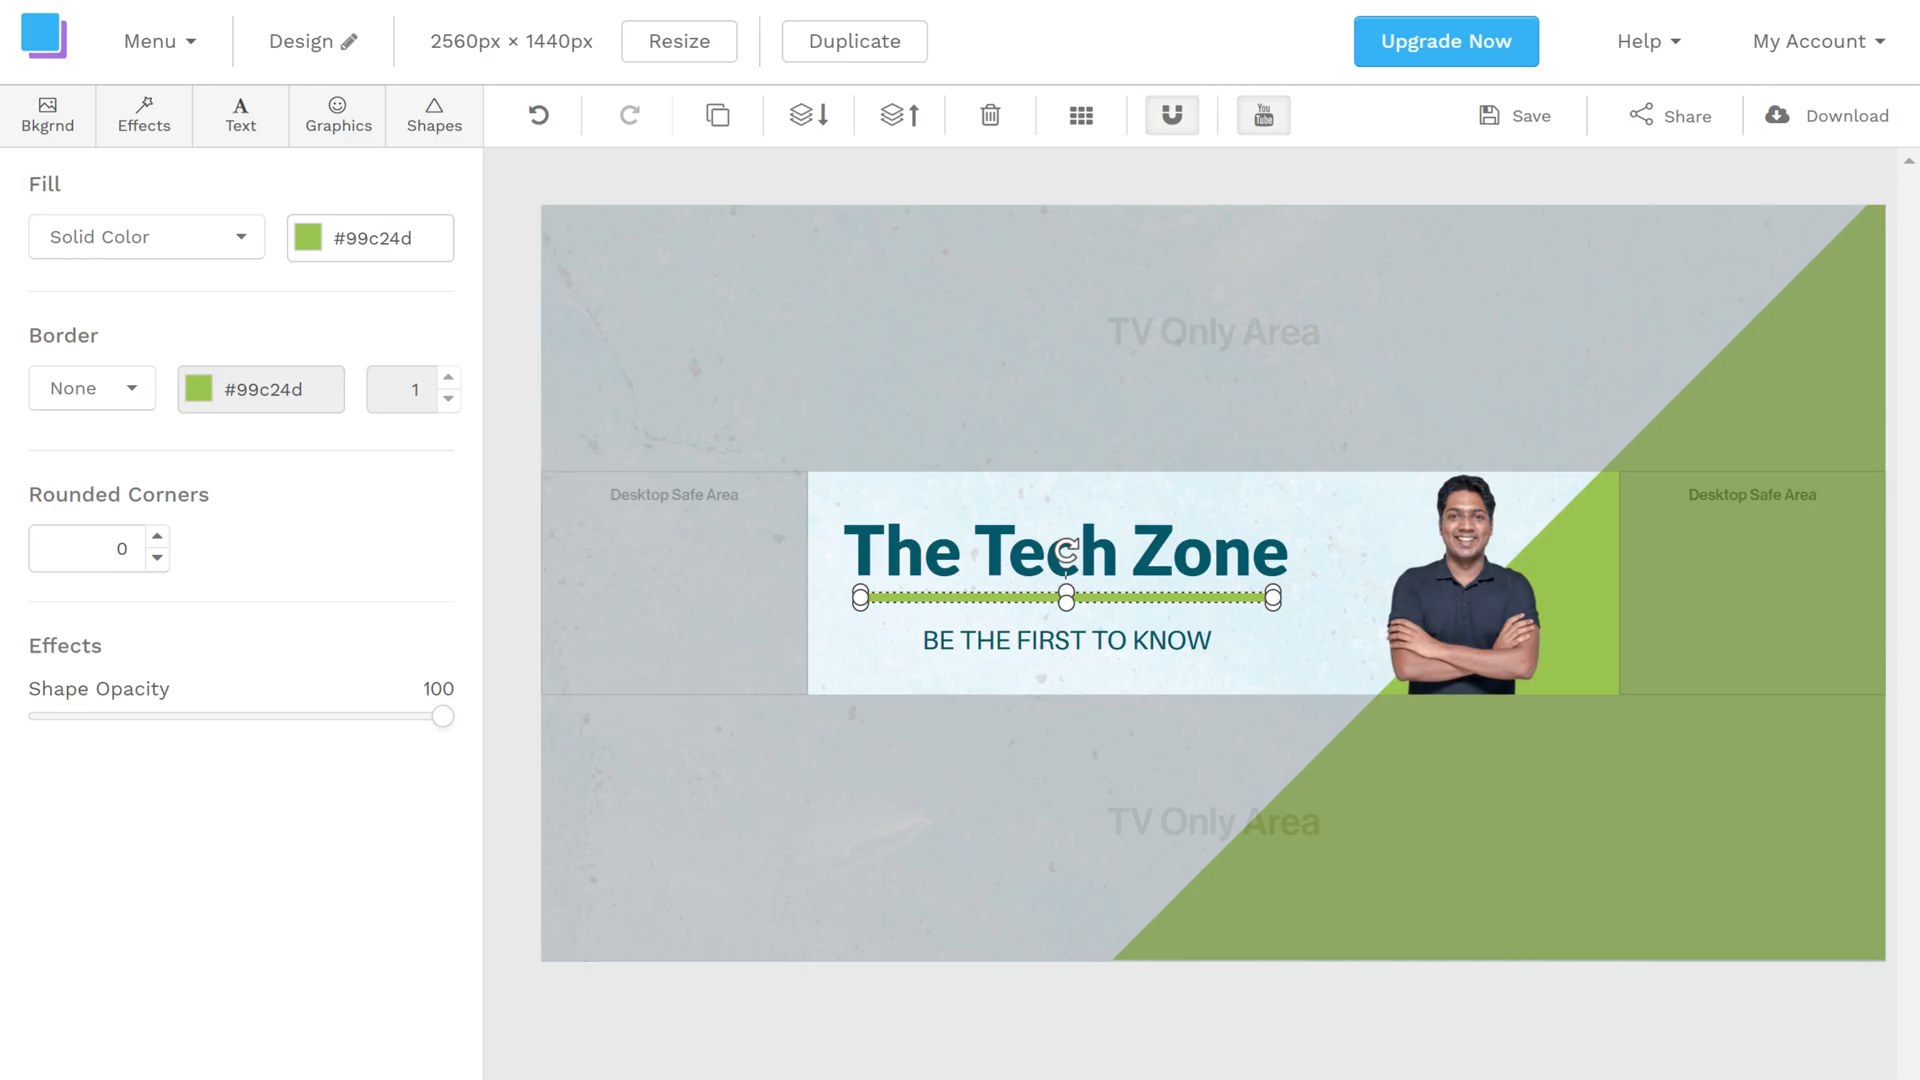 Menu
Design
2560px × 1440px
Resize
Duplicate
Upgrade Now
Help
My Account
Bkgrnd
Effects
Text
Graphics
Shapes
You
Tube
Save
Share
Download
Fill
Solid Color
#99c24d
Border
None
#99c24d
1
Rounded Corners
0
Effects
Shape Opacity
100
TV Only Area
Desktop Safe Area
Desktop Safe Area
The Tech Zone
BE THE FIRST TO KNOW
TV Only Area